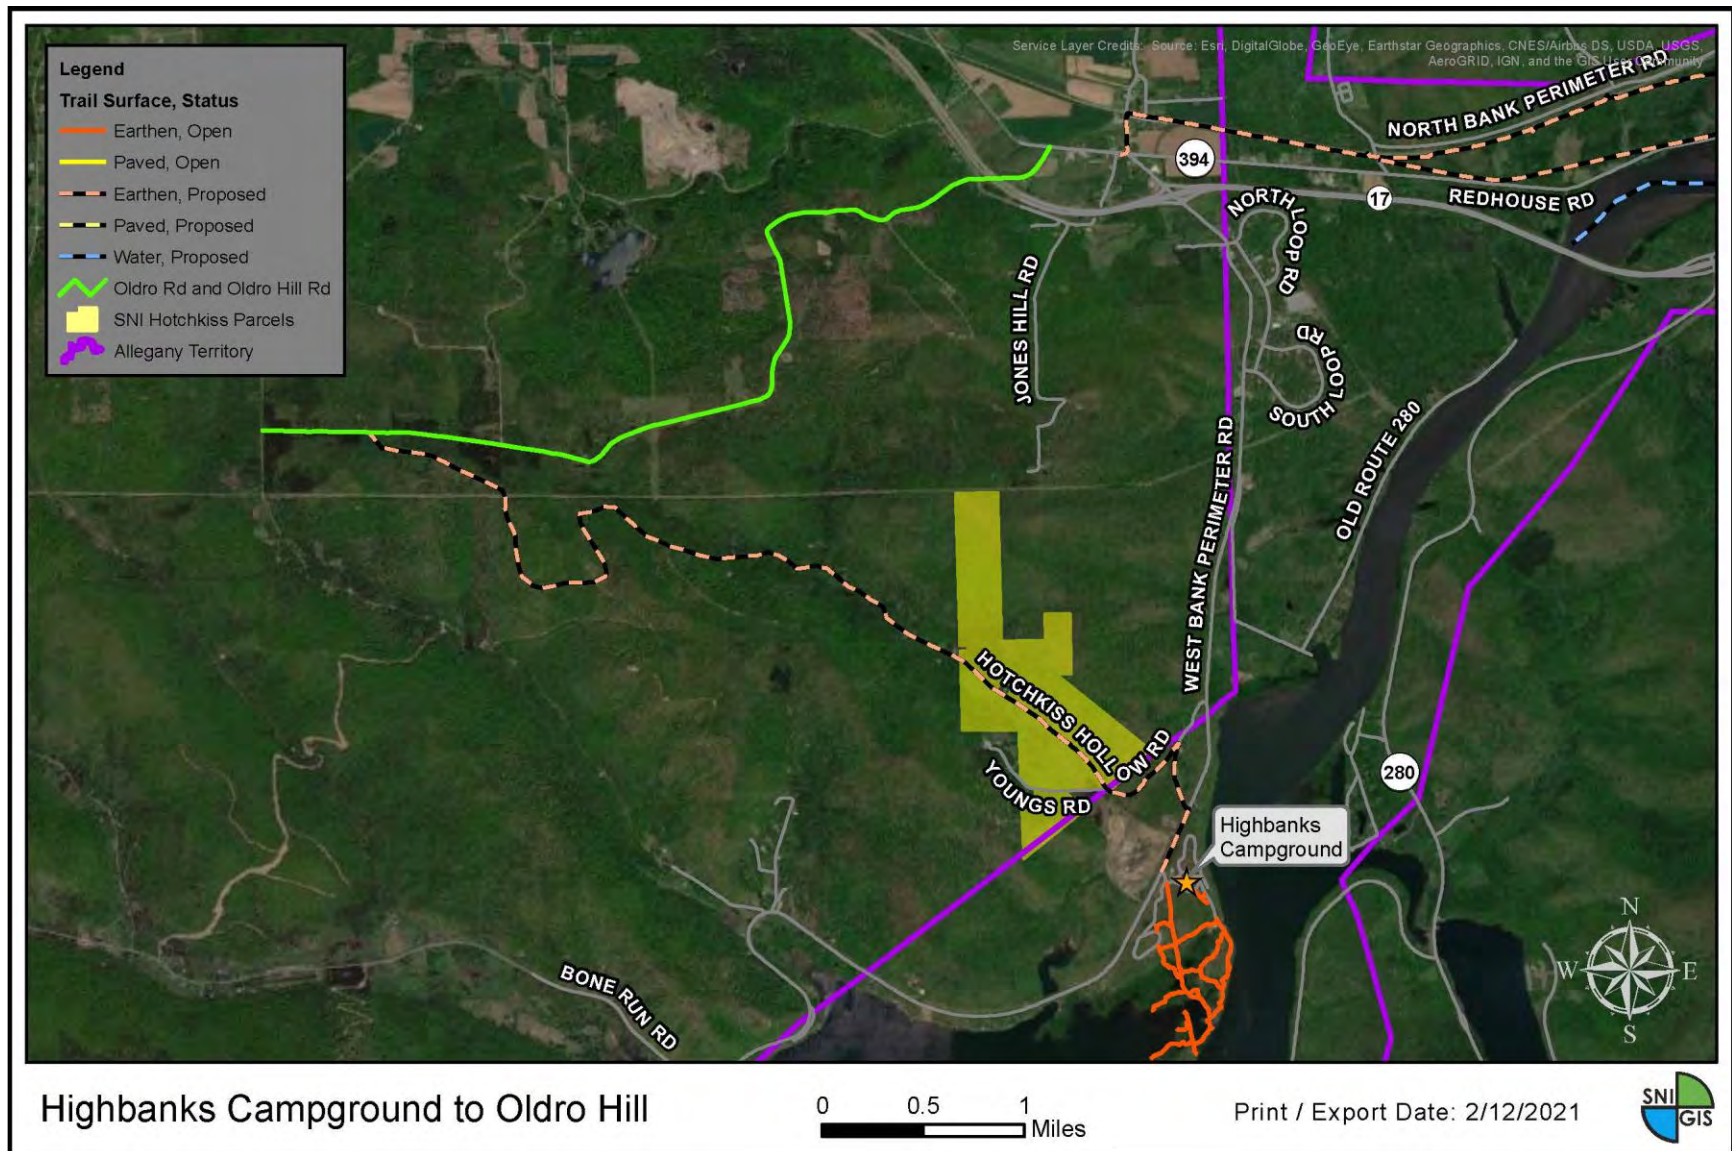 Service Layer Credits: Source: Esri, DigitalGlobe, GeoEye, Earthstar Geographics, CNES/Airbus DS, USDA, USGS,
AeroGRID, IGN, and the GIS User Community
Legend
Trail Surface, Status
Earthen, Open
Paved, Open
Earthen, Proposed
Paved, Proposed
Water, Proposed
Oldro Rd and Oldro Hill Rd
SNI Hotchkiss Parcels
Allegany Territory
NORTH BANK PERIMETER RD
394
17
REDHOUSE RD
NORTH LOOP RD
JONES HILL RD
SOUTH LOOP RD
OLD ROUTE 280
WEST BANK PERIMETER RD
HOTCHKISS HOLLOW RD
YOUNGS RD
280
Highbanks
Campground
BONE RUN RD
N
W
E
S
Highbanks Campground to Oldro Hill
0 0.5 1
Miles
Print / Export Date: 2/12/2021
SNI
GIS